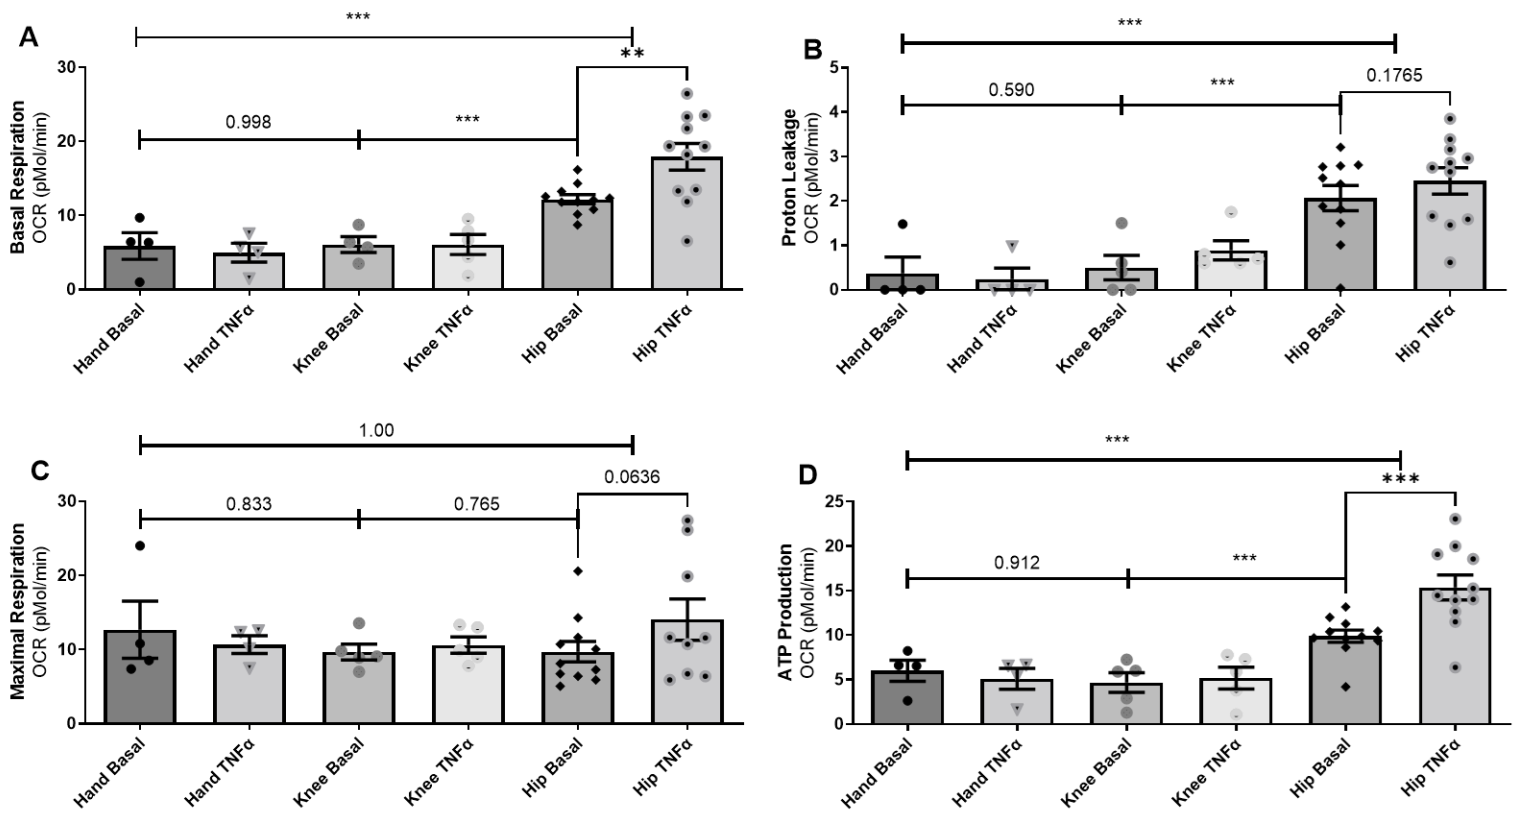 A
***
**
0.998
***
30
20
10
0
Basal Respiration
OCR (pMol/min)
Hand Basal
Hand TNFα
Knee Basal
Knee TNFα
Hip Basal
Hip TNFα
B
***
0.590
***
0.1765
5
4
3
2
1
0
Proton Leakage
OCR (pMol/min)
Hand Basal
Hand TNFα
Knee Basal
Knee TNFα
Hip Basal
Hip TNFα
C
1.00
0.0636
0.833
0.765
30
20
10
0
Maximal Respiration
OCR (pMol/min)
Hand Basal
Hand TNFα
Knee Basal
Knee TNFα
Hip Basal
Hip TNFα
D
***
***
0.912
***
25
20
15
10
5
0
ATP Production
OCR (pMol/min)
Hand Basal
Hand TNFα
Knee Basal
Knee TNFα
Hip Basal
Hip TNFα